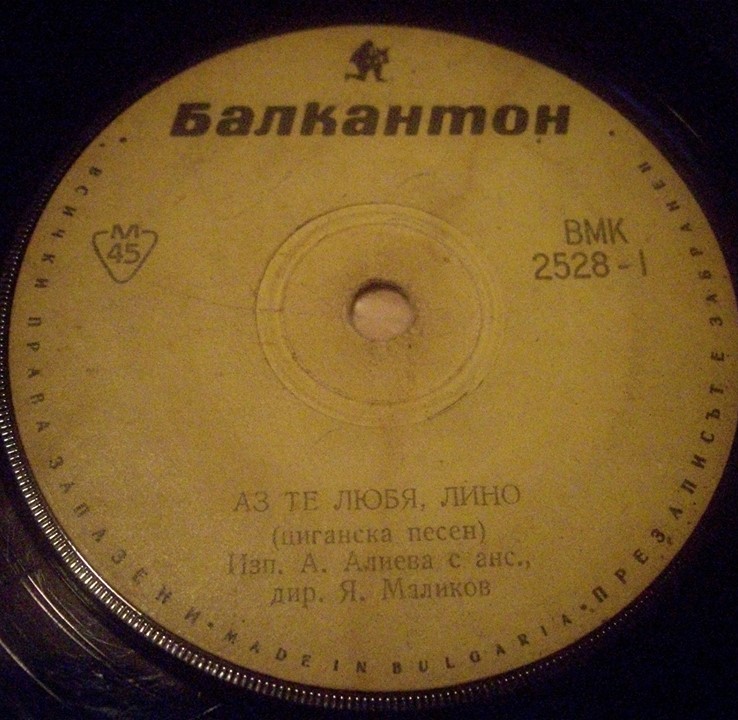 Балкантон
М
45
ВМК
2528-1
АЗ ТЕ ЛЮБЯ, ЛИНО
(циганска песен)
Изп. А. Алиева с анс.,
дир. Я. Маликов
• ВСИЧКИ ПРАВА ЗАПАЗЕНИ • MADE IN BULGARIA • ПРЕЗАПИСЪТ Е ЗАБРАНЕН •